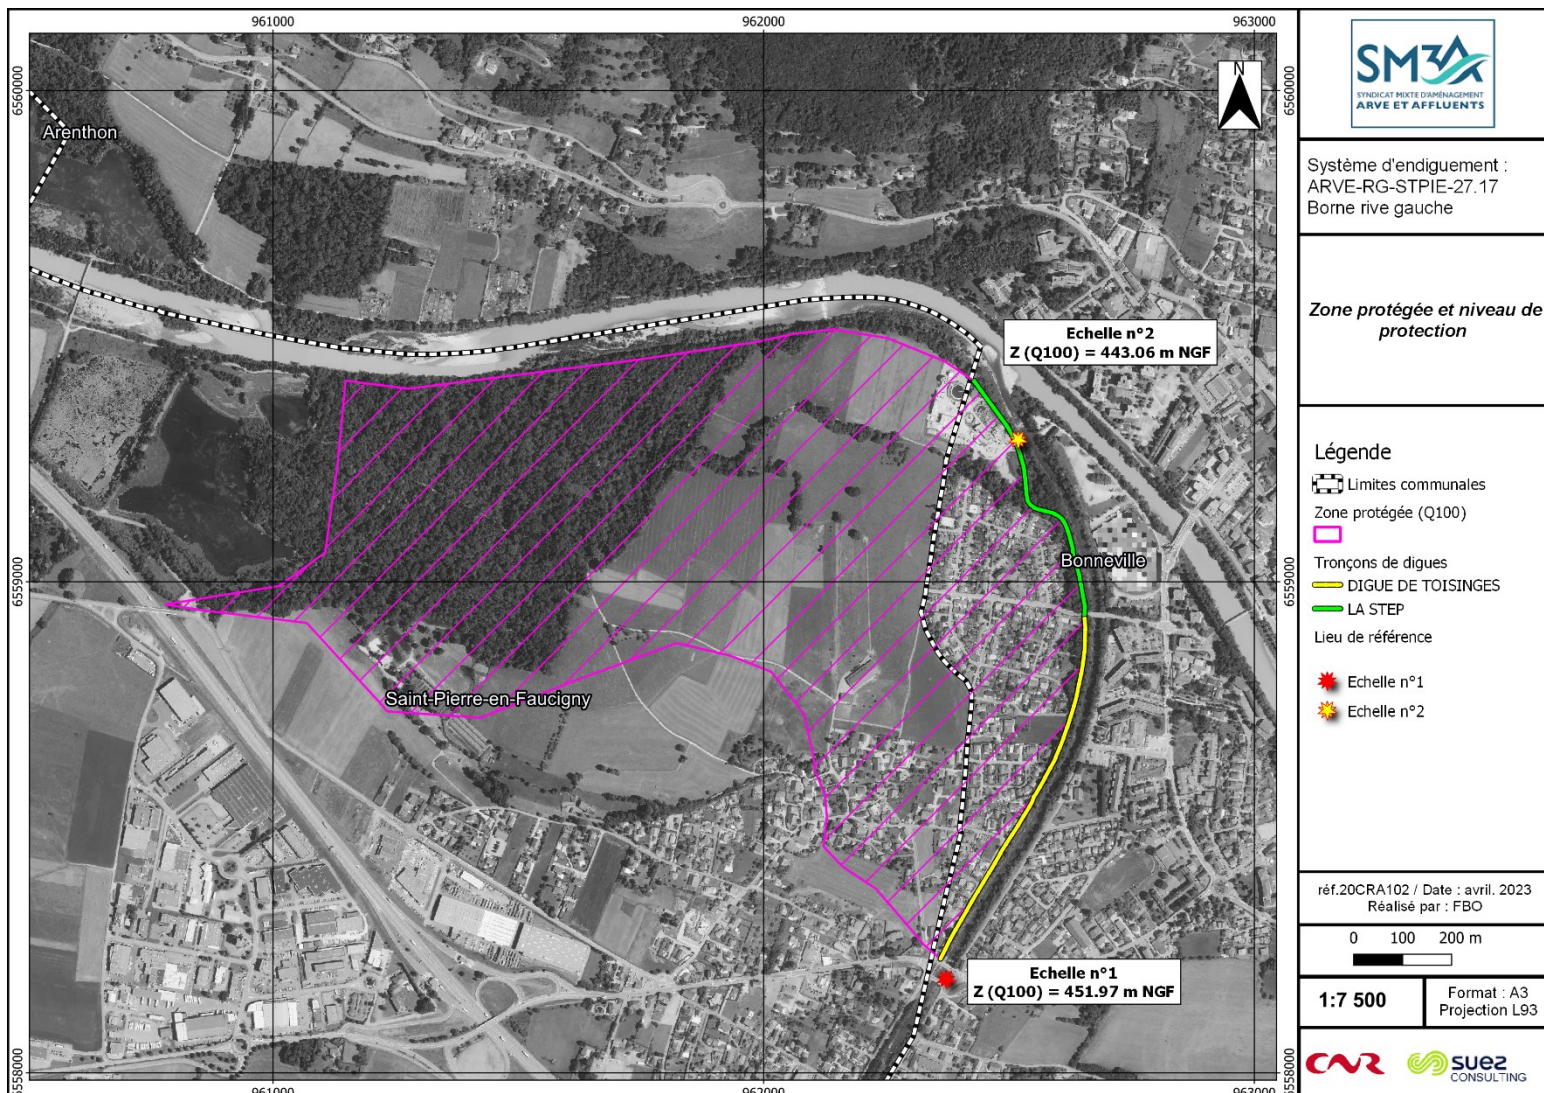 961000
962000
963000
6560000
6560000
N
Arenthon
Echelle n°2
Z (Q100) = 443.06 m NGF
Bonneville
6559000
6559000
Saint-Pierre-en-Faucigny
Echelle n°1
Z (Q100) = 451.97 m NGF
6558000
6558000
961000
962000
963000
SM3A
SYNDICAT MIXTE D'AMÉNAGEMENT
ARVE ET AFFLUENTS
Système d'endiguement :
ARVE-RG-STPIE-27.17
Borne rive gauche
Zone protégée et niveau de
protection
Légende
Limites communales
Zone protégée (Q100)
Tronçons de digues
DIGUE DE TOISINGES
LA STEP
Lieu de référence
Echelle n°1
Echelle n°2
réf.20CRA102 / Date : avril. 2023
Réalisé par : FBO
0 100 200 m
1:7 500
Format : A3
Projection L93
CNR
suez
CONSULTING